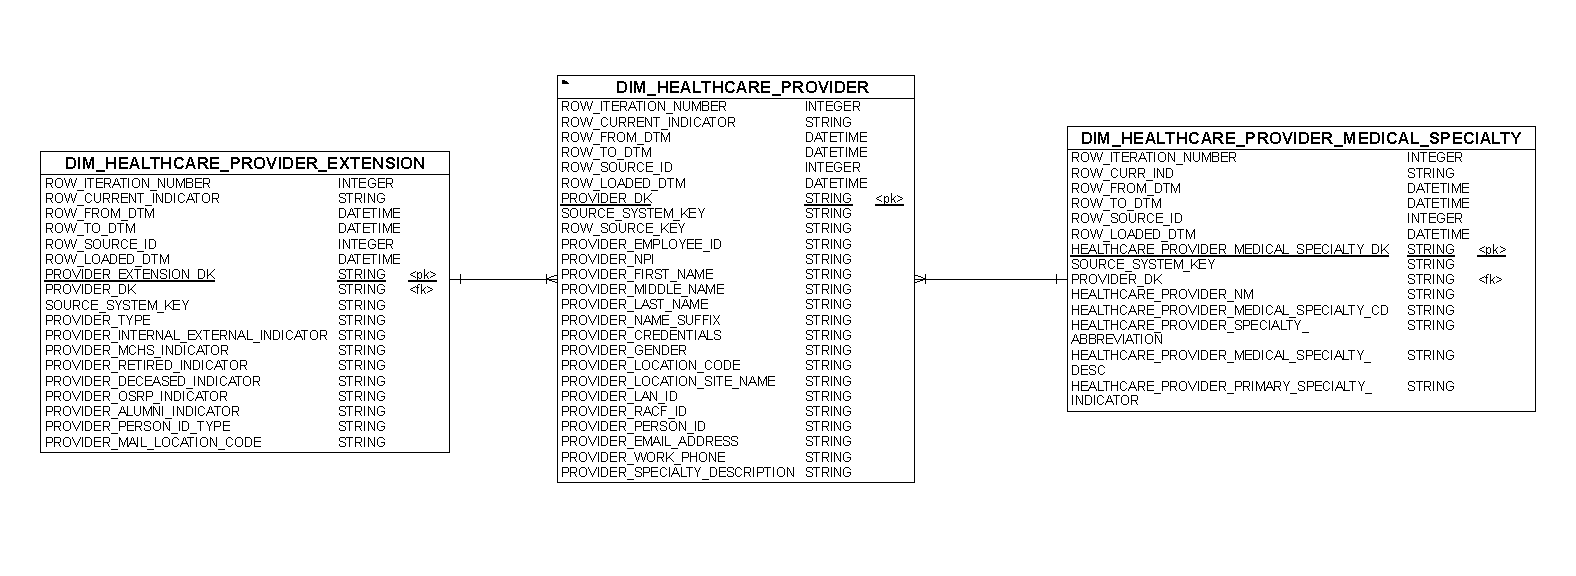 DIM_HEALTHCARE_PROVIDER_EXTENSION
ROW_ITERATION_NUMBER INTEGER
ROW_CURRENT_INDICATOR STRING
ROW_FROM_DTM DATETIME
ROW_TO_DTM DATETIME
ROW_SOURCE_ID INTEGER
ROW_LOADED_DTM DATETIME
PROVIDER_EXTENSION_DK STRING <pk>
PROVIDER_DK STRING <fk>
SOURCE_SYSTEM_KEY STRING
PROVIDER_TYPE STRING
PROVIDER_INTERNAL_EXTERNAL_INDICATOR STRING
PROVIDER_MCHS_INDICATOR STRING
PROVIDER_RETIRED_INDICATOR STRING
PROVIDER_DECEASED_INDICATOR STRING
PROVIDER_OSRP_INDICATOR STRING
PROVIDER_ALUMNI_INDICATOR STRING
PROVIDER_PERSON_ID_TYPE STRING
PROVIDER_MAIL_LOCATION_CODE STRING
DIM_HEALTHCARE_PROVIDER
ROW_ITERATION_NUMBER INTEGER
ROW_CURRENT_INDICATOR STRING
ROW_FROM_DTM DATETIME
ROW_TO_DTM DATETIME
ROW_SOURCE_ID INTEGER
ROW_LOADED_DTM DATETIME
PROVIDER_DK STRING <pk>
SOURCE_SYSTEM_KEY STRING
ROW_SOURCE_KEY STRING
PROVIDER_EMPLOYEE_ID STRING
PROVIDER_NPI STRING
PROVIDER_FIRST_NAME STRING
PROVIDER_MIDDLE_NAME STRING
PROVIDER_LAST_NAME STRING
PROVIDER_NAME_SUFFIX STRING
PROVIDER_CREDENTIALS STRING
PROVIDER_GENDER STRING
PROVIDER_LOCATION_CODE STRING
PROVIDER_LOCATION_SITE_NAME STRING
PROVIDER_LAN_ID STRING
PROVIDER_RACF_ID STRING
PROVIDER_PERSON_ID STRING
PROVIDER_EMAIL_ADDRESS STRING
PROVIDER_WORK_PHONE STRING
PROVIDER_SPECIALTY_DESCRIPTION STRING
DIM_HEALTHCARE_PROVIDER_MEDICAL_SPECIALTY
ROW_ITERATION_NUMBER INTEGER
ROW_CURR_IND STRING
ROW_FROM_DTM DATETIME
ROW_TO_DTM DATETIME
ROW_SOURCE_ID INTEGER
ROW_LOADED_DTM DATETIME
HEALTHCARE_PROVIDER_MEDICAL_SPECIALTY_DK STRING <pk>
SOURCE_SYSTEM_KEY STRING
PROVIDER_DK STRING <fk>
HEALTHCARE_PROVIDER_NM STRING
HEALTHCARE_PROVIDER_MEDICAL_SPECIALTY_CD STRING
HEALTHCARE_PROVIDER_SPECIALTY_ STRING
ABBREVIATION
HEALTHCARE_PROVIDER_MEDICAL_SPECIALTY_ STRING
DESC
HEALTHCARE_PROVIDER_PRIMARY_SPECIALTY_ STRING
INDICATOR